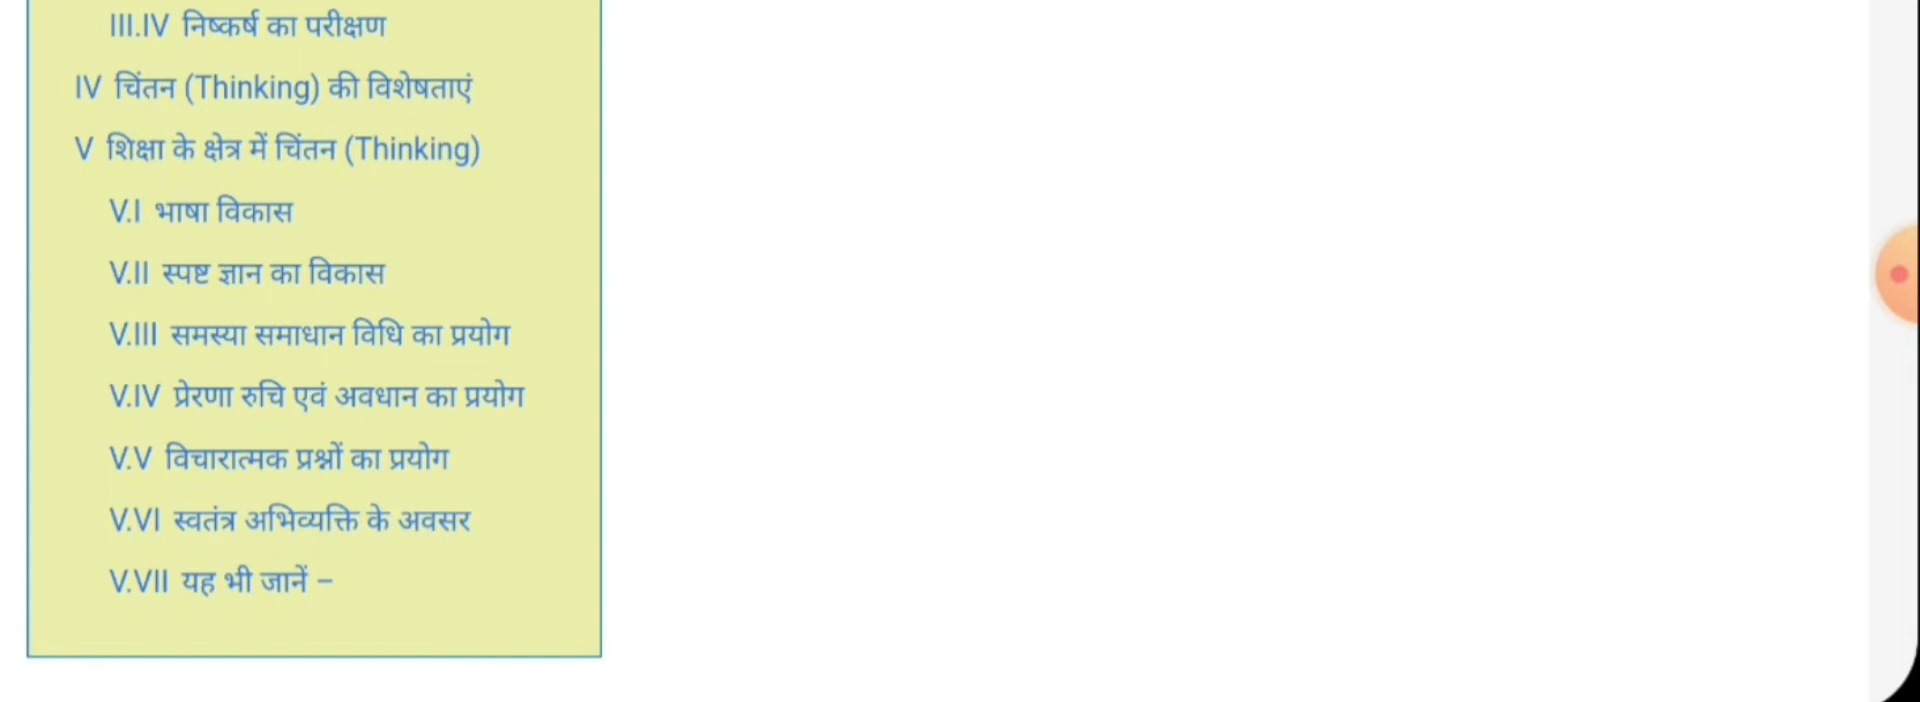 III.IV निष्कर्ष का परीक्षण
IV चिंतन (Thinking) की विशेषताएं
V शिक्षा के क्षेत्र में चिंतन (Thinking)
V.I भाषा विकास
V.II स्पष्ट ज्ञान का विकास
V.III समस्या समाधान विधि का प्रयोग
V.IV प्रेरणा रुचि एवं अवधान का प्रयोग
V.V विचारात्मक प्रश्नों का प्रयोग
V.VI स्वतंत्र अभिव्यक्ति के अवसर
V.VII यह भी जानें –